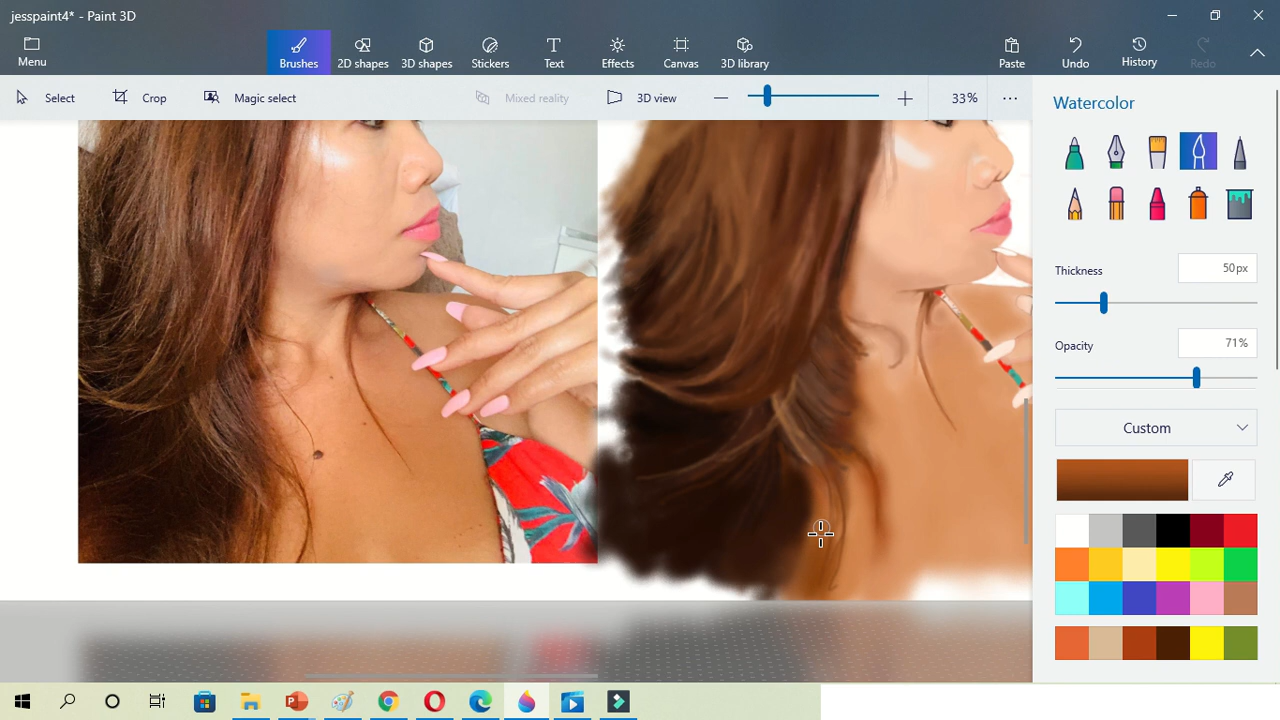 jesspaint4* - Paint 3D
Menu
Brushes
2D shapes
3D shapes
Stickers
Text
Effects
Canvas
3D library
Paste
Undo
History
Redo
Select
Crop
Magic select
Mixed reality
3D view
33%
Watercolor
Thickness
50px
Opacity
71%
Custom